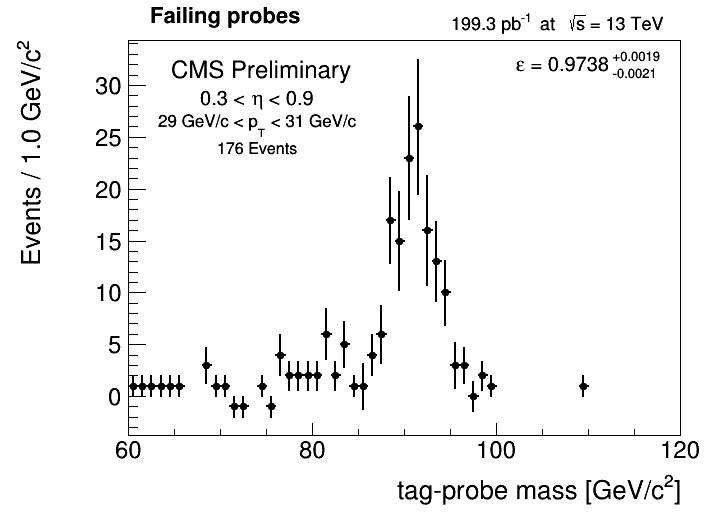 Failing probes
199.3 pb⁻¹ at √s = 13 TeV
CMS Preliminary
0.3 < η < 0.9
29 GeV/c < p_T < 31 GeV/c
176 Events
ε = 0.9738 +0.0019 -0.0021
Events / 1.0 GeV/c²
30
25
20
15
10
5
0
60 80 100 120
tag-probe mass [GeV/c²]